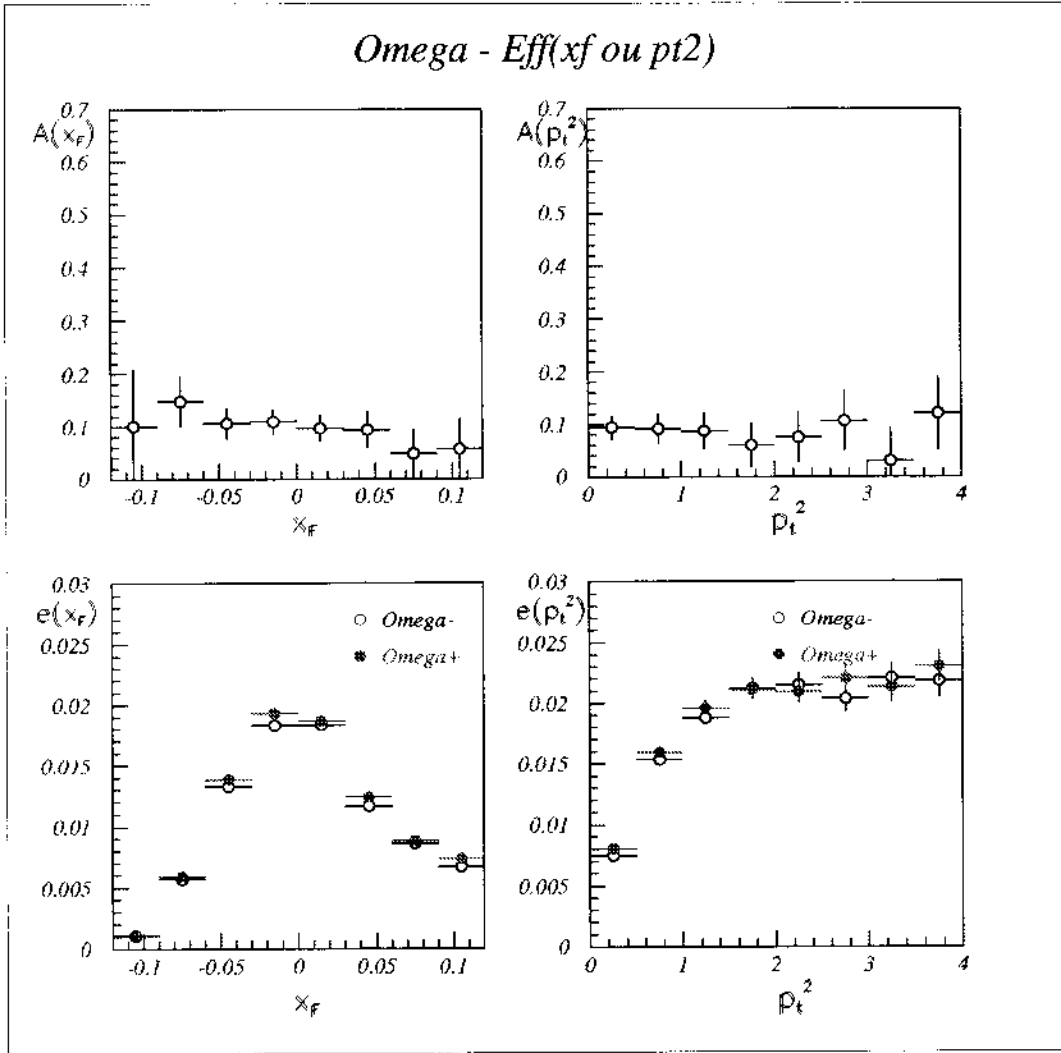 Omega - Eff(xf ou pt2)
A(x_F)
0.7
0.6
0.5
0.4
0.3
0.2
0.1
0
-0.1 -0.05 0 0.05 0.1
x_F
A(p_t^2)
0.7
0.6
0.5
0.4
0.3
0.2
0.1
0
0 1 2 3 4
p_t^2
e(x_F)
0.03
0.025
0.02
0.015
0.01
0.005
0
Omega-
Omega+
-0.1 -0.05 0 0.05 0.1
x_F
e(p_t^2)
0.03
0.025
0.02
0.015
0.01
0.005
0
Omega-
Omega+
0 1 2 3 4
p_t^2